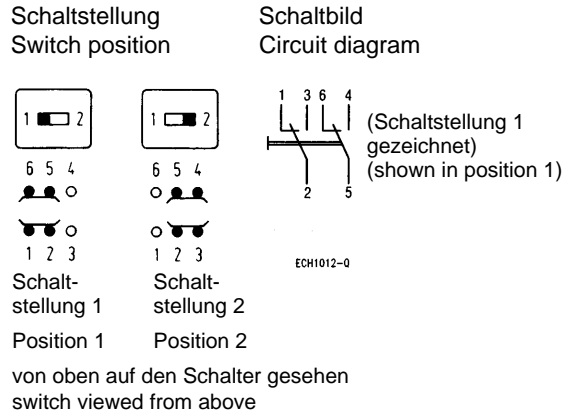 Schaltstellung
Switch position
Schaltbild
Circuit diagram
1 2
1 2
6 5 4
6 5 4
1 2 3
1 2 3
Schalt-
stellung 1
Schalt-
stellung 2
Position 1
Position 2
1 3 6 4
2 5
(Schaltstellung 1
gezeichnet)
(shown in position 1)
ECH1012-Q
von oben auf den Schalter gesehen
switch viewed from above